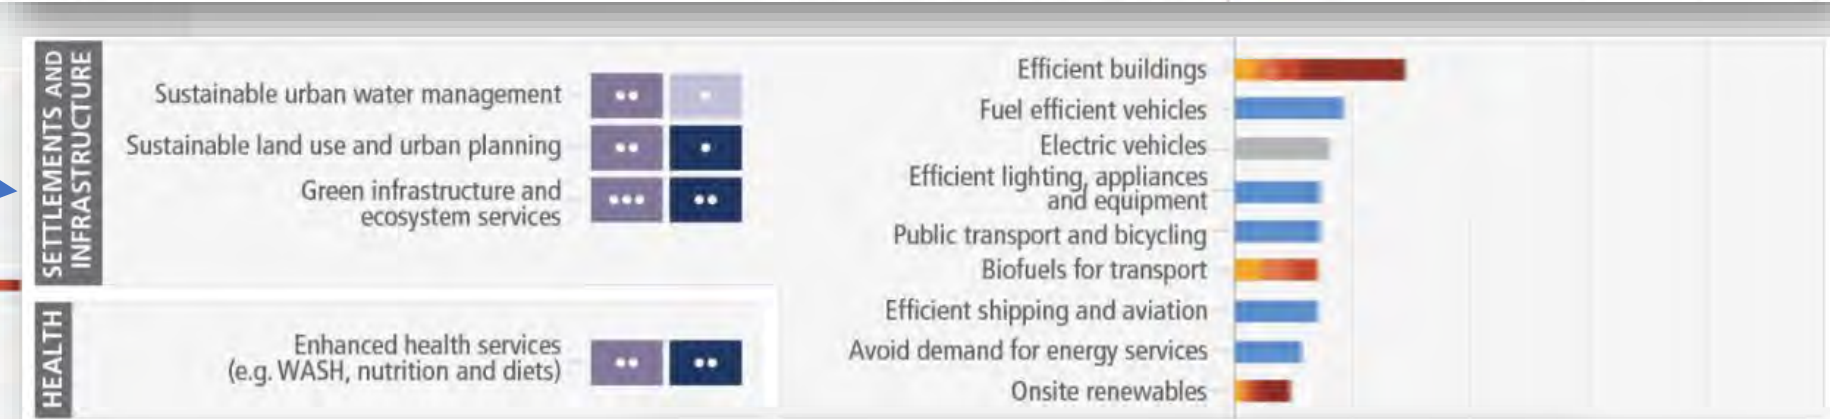 SETTLEMENTS AND
INFRASTRUCTURE
Sustainable urban water management
Sustainable land use and urban planning
Green infrastructure and
ecosystem services
HEALTH
Enhanced health services
(e.g. WASH, nutrition and diets)
Efficient buildings
Fuel efficient vehicles
Electric vehicles
Efficient lighting, appliances
and equipment
Public transport and bicycling
Biofuels for transport
Efficient shipping and aviation
Avoid demand for energy services
Onsite renewables